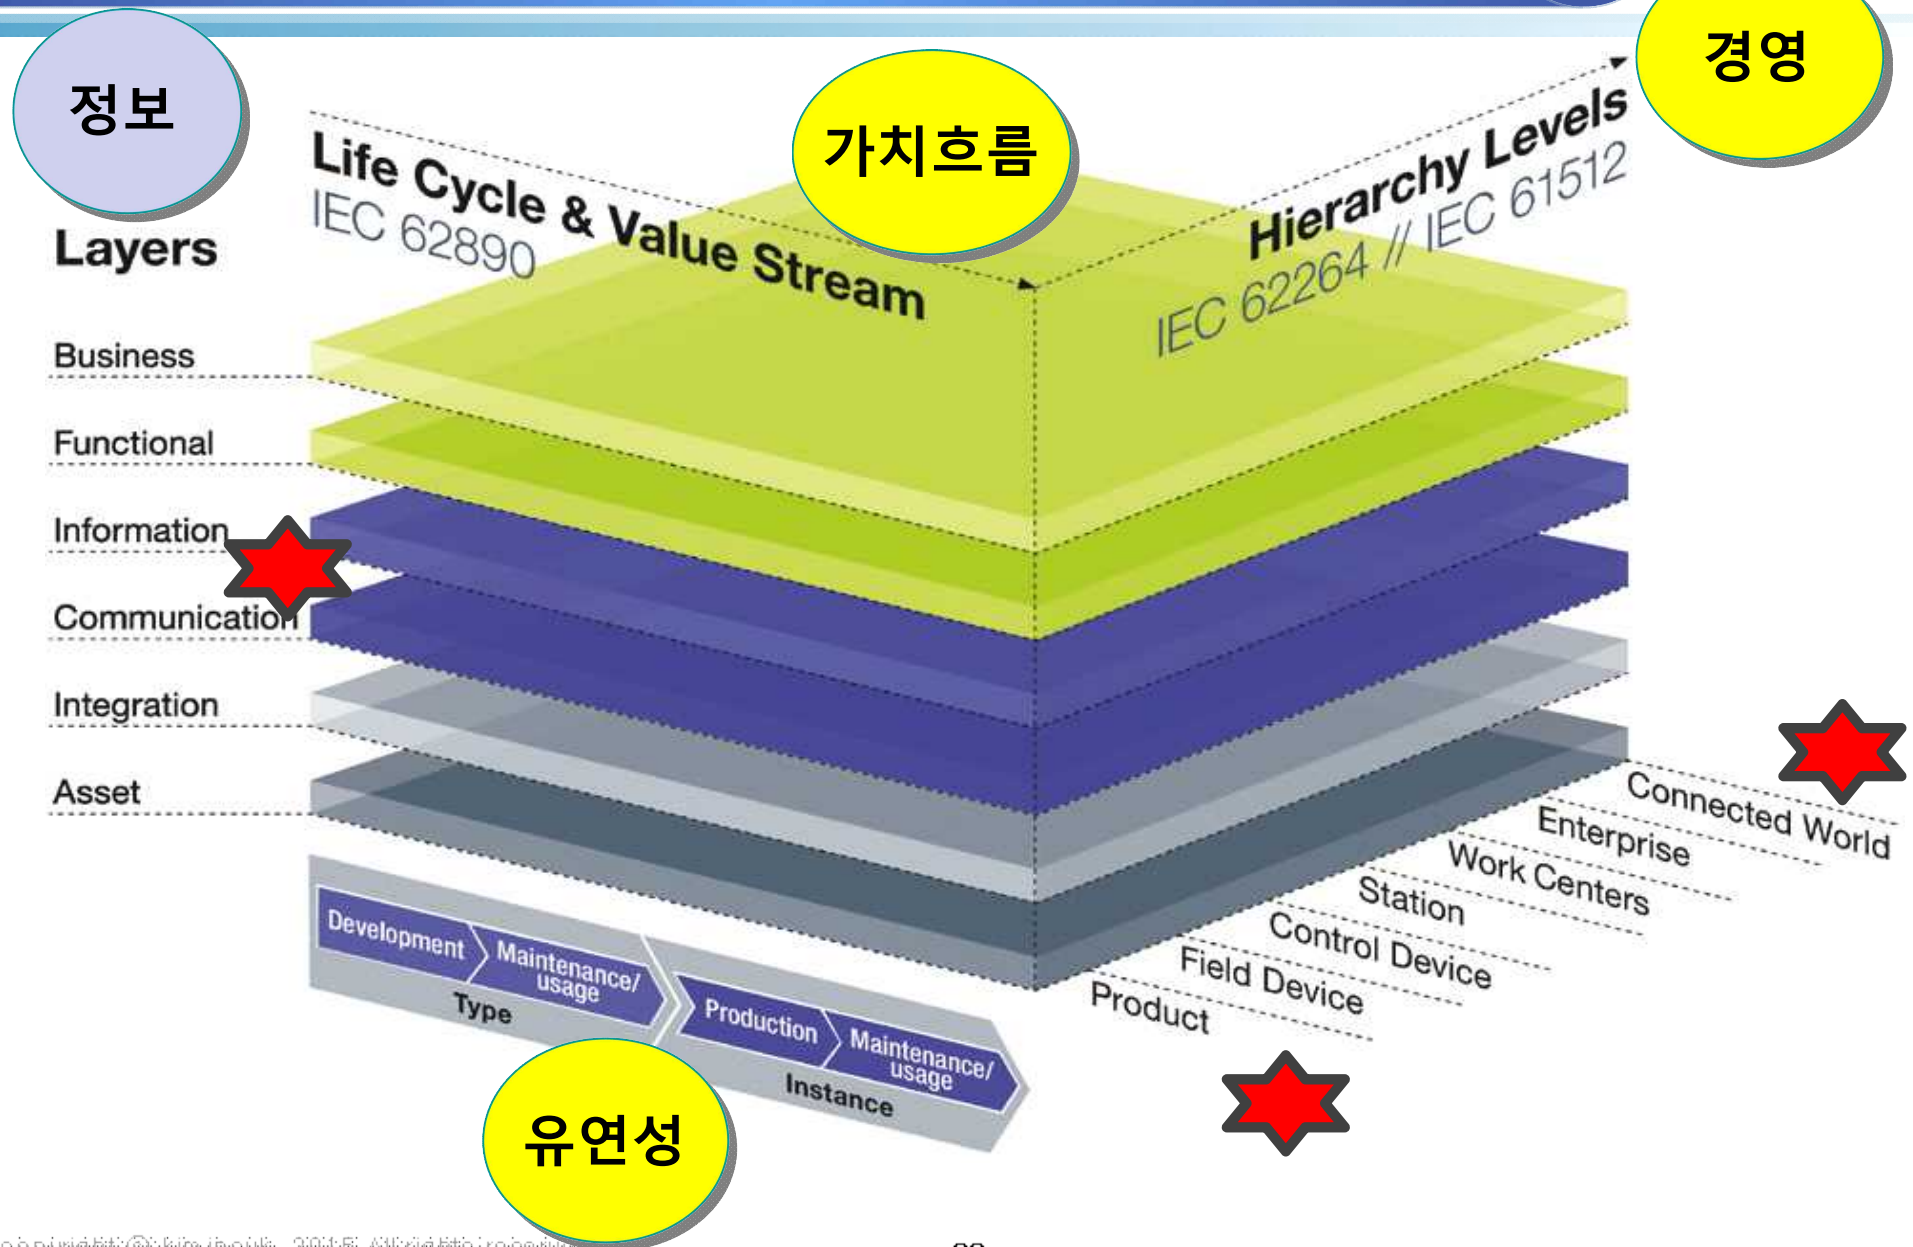 정보
가치흐름
경영
Life Cycle & Value Stream
IEC 62890
Hierarchy Levels
IEC 62264 // IEC 61512
Layers
Business
Functional
Information
Communication
Integration
Asset
Connected World
Enterprise
Work Centers
Station
Control Device
Field Device
Product
Development
Maintenance/
usage
Type
Production
Maintenance/
usage
Instance
유연성